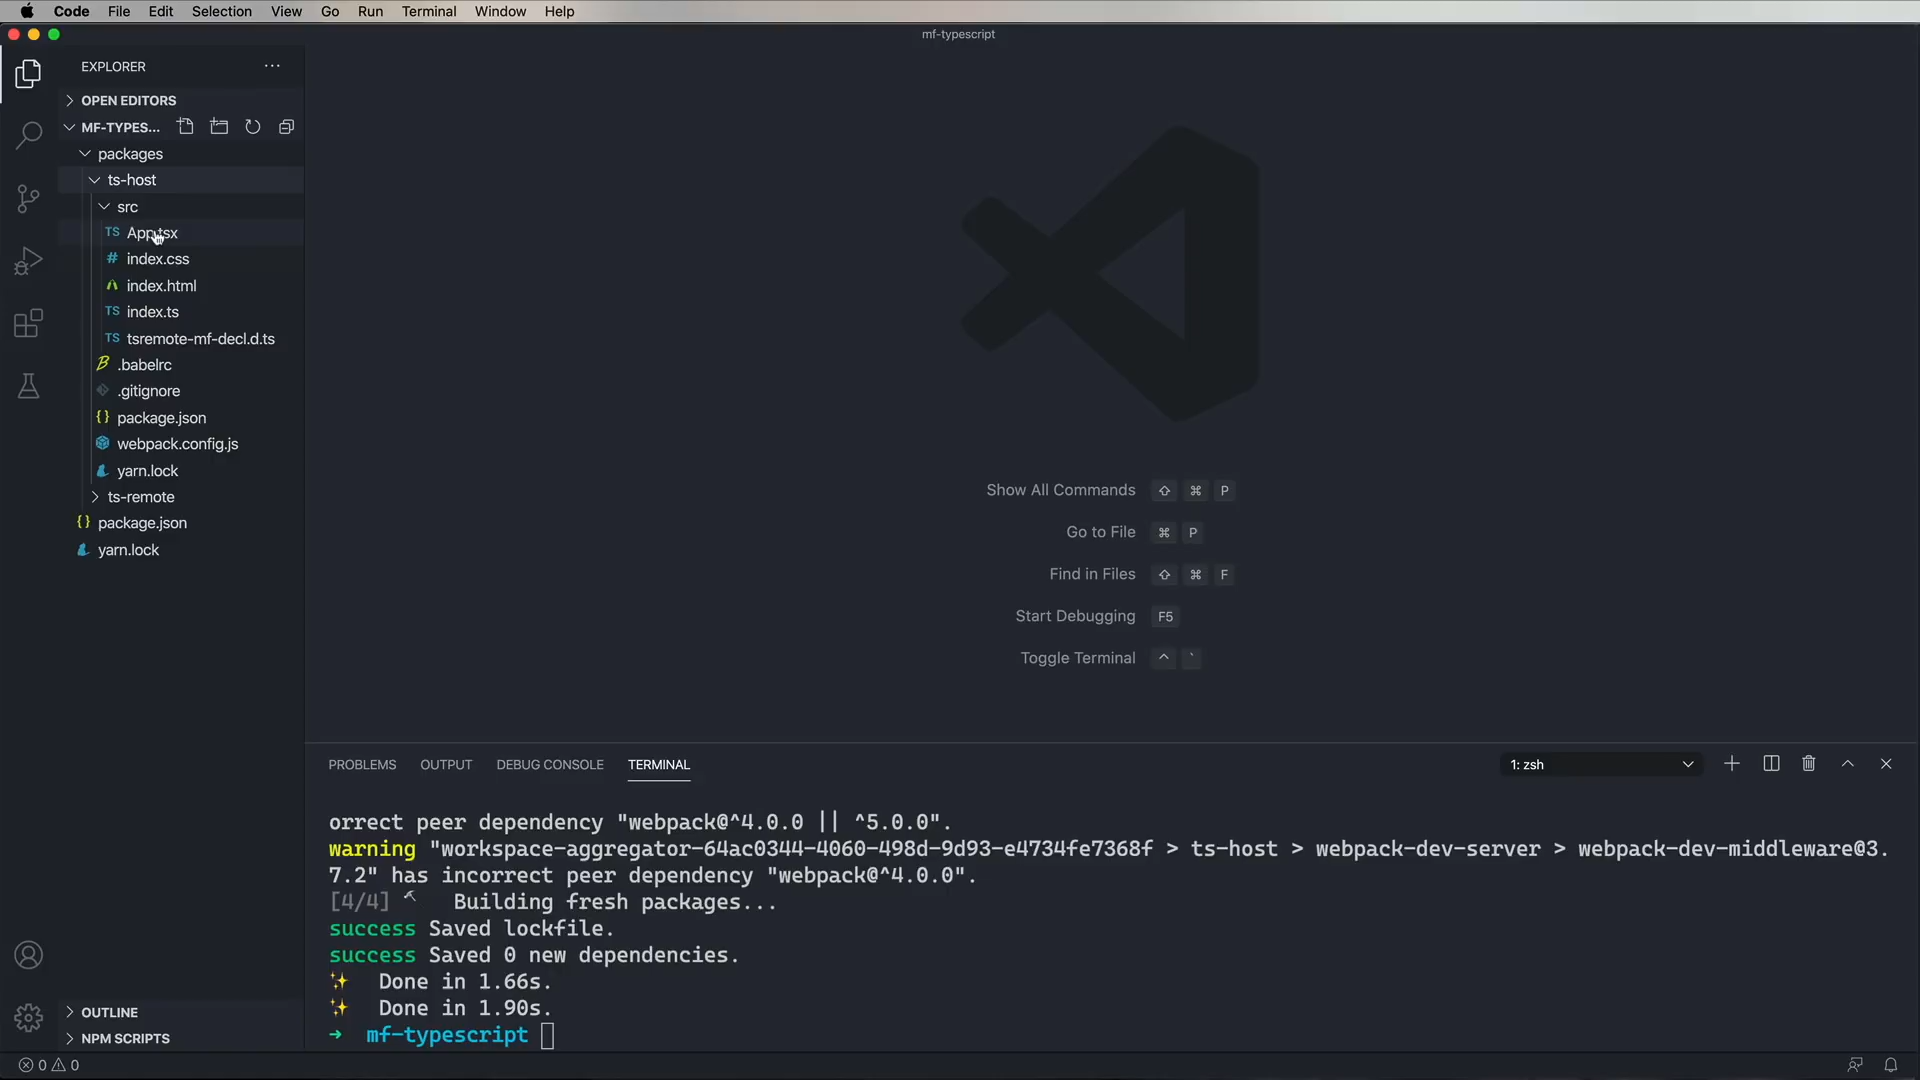 Code File Edit Selection View Go Run Terminal Window Help
mf-typescript
EXPLORER
OPEN EDITORS
MF-TYPES...
packages
ts-host
src
TS App.tsx
# index.css
index.html
TS index.ts
TS tsremote-mf-decl.d.ts
.babelrc
.gitignore
{} package.json
webpack.config.js
yarn.lock
ts-remote
{} package.json
yarn.lock
OUTLINE
NPM SCRIPTS
Show All Commands ⇧ ⌘ P
Go to File ⌘ P
Find in Files ⇧ ⌘ F
Start Debugging F5
Toggle Terminal ^ `
PROBLEMS OUTPUT DEBUG CONSOLE TERMINAL
1: zsh
orrect peer dependency "webpack@^4.0.0 || ^5.0.0".
warning "workspace-aggregator-64ac0344-4060-498d-9d93-e4734fe7368f > ts-host > webpack-dev-server > webpack-dev-middleware@3.
7.2" has incorrect peer dependency "webpack@^4.0.0".
[4/4] Building fresh packages...
success Saved lockfile.
success Saved 0 new dependencies.
✨ Done in 1.66s.
✨ Done in 1.90s.
→ mf-typescript
0 0